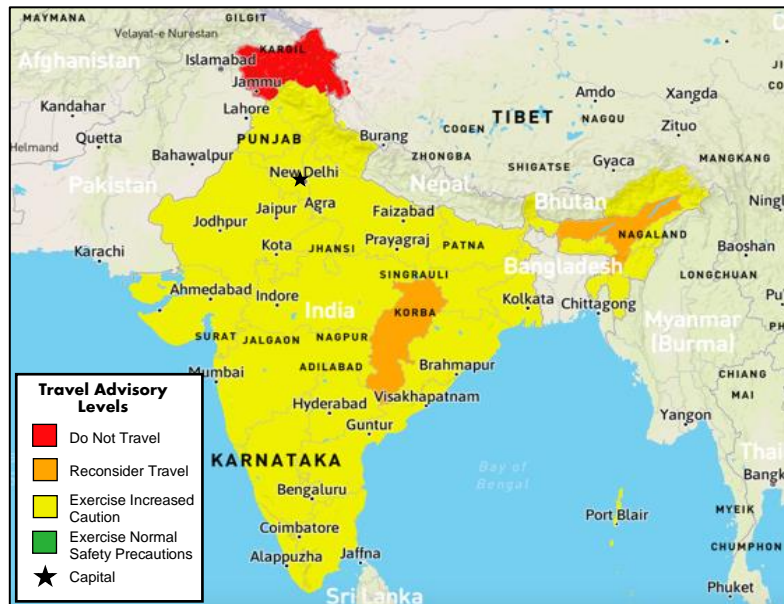 MAYMANA
GILGIT
Velayat-e Nurestan
KARGIL
Afghanistan
Islamabad
Jammu
Amdo
Xangda
Kandahar
Lahore
TIBET
NAGQU
Quetta
PUNJAB
Burang
COQEN
Zituo
Helmand
Bahawalpur
ZHONGBA
SHIGATSE
Gyaca
MANGKANG
New Delhi
Pakistan
Nepal
Bhutan
Agra
Jaipur
Faizabad
Jodhpur
NAGALAND
Baoshan
Karachi
Kota
JHANSI
Prayagraj
PATNA
Bangladesh
LONGCHUAN
SINGRAULI
Ahmedabad
Indore
India
KORBA
Kolkata
Chittagong
Myanmar
(Burma)
SURAT
JALGAON
NAGPUR
Mumbai
ADILABAD
Brahmapur
CHIANG
MAI
Hyderabad
Visakhapatnam
Guntur
Yangon
KARNATAKA
Bay of
Bengal
Bengaluru
Port Blair
MYEIK
Coimbatore
CHUMPHON
Alappuzha
Jaffna
Sri Lanka
Phuket
Travel Advisory
Levels
Do Not Travel
Reconsider Travel
Exercise Increased
Caution
Exercise Normal
Safety Precautions
Capital